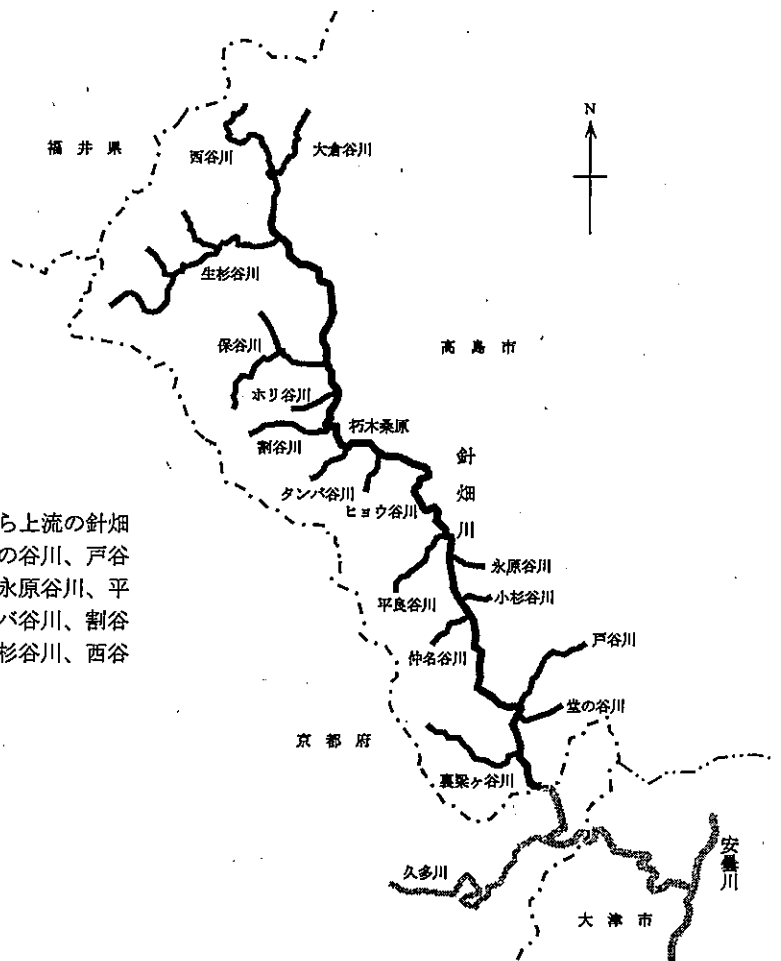 N
福井県
西谷川
大倉谷川
生杉谷川
保谷川
高島市
ホリ谷川
朽木桑原
割谷川
針畑川
タンバ谷川
ヒョウ谷川
ら上流の針畑
の谷川、戸谷
永原谷川、平
バ谷川、割谷
杉谷川、西谷
永原谷川
平良谷川
小杉谷川
仲名谷川
戸谷川
堂の谷川
京都府
裏梁ヶ谷川
久多川
安曇川
大津市